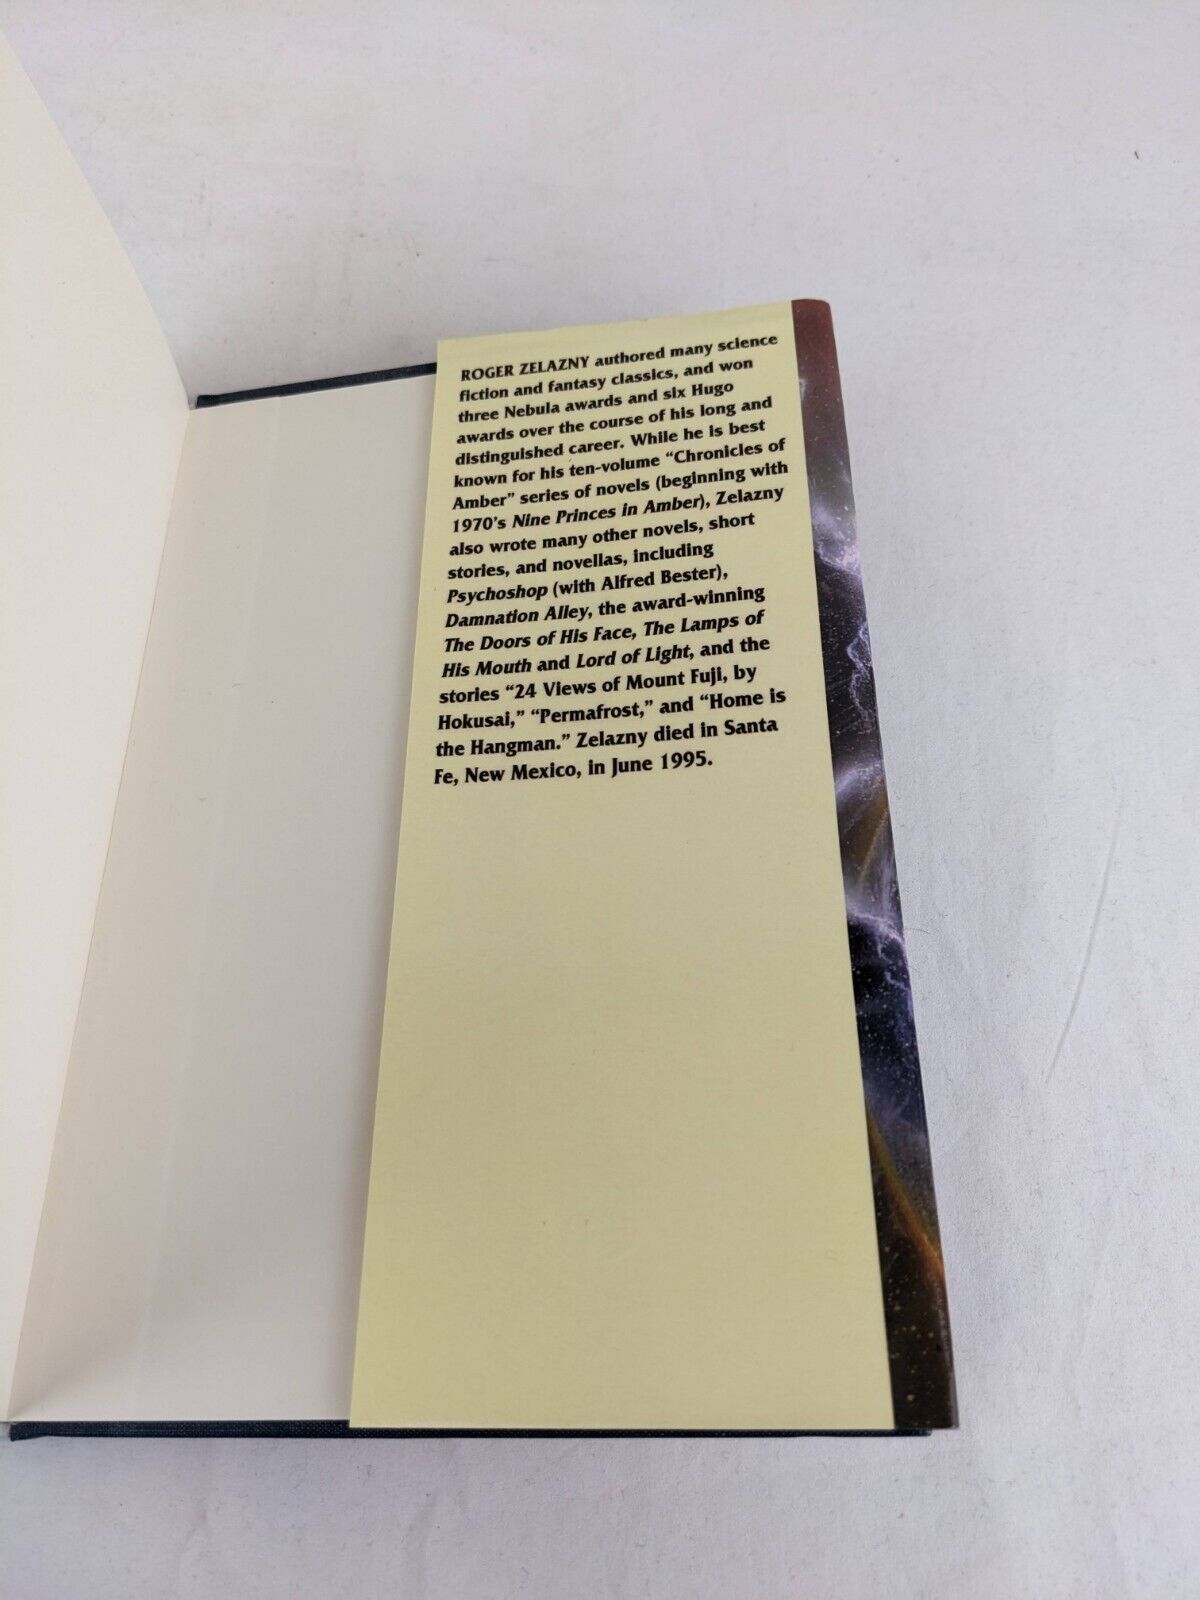 ROGER ZELAZNY authored many science
fiction and fantasy classics, and won
three Nebula awards and six Hugo
awards over the course of his long and
distinguished career. While he is best
known for his ten-volume “Chronicles of
Amber” series of novels (beginning with
1970’s Nine Princes in Amber), Zelazny
also wrote many other novels, short
stories, and novellas, including
Psychoshop (with Alfred Bester),
Damnation Alley, the award-winning
The Doors of His Face, The Lamps of
His Mouth and Lord of Light, and the
stories “24 Views of Mount Fuji, by
Hokusai,” “Permafrost,” and “Home is
the Hangman.” Zelazny died in Santa
Fe, New Mexico, in June 1995.